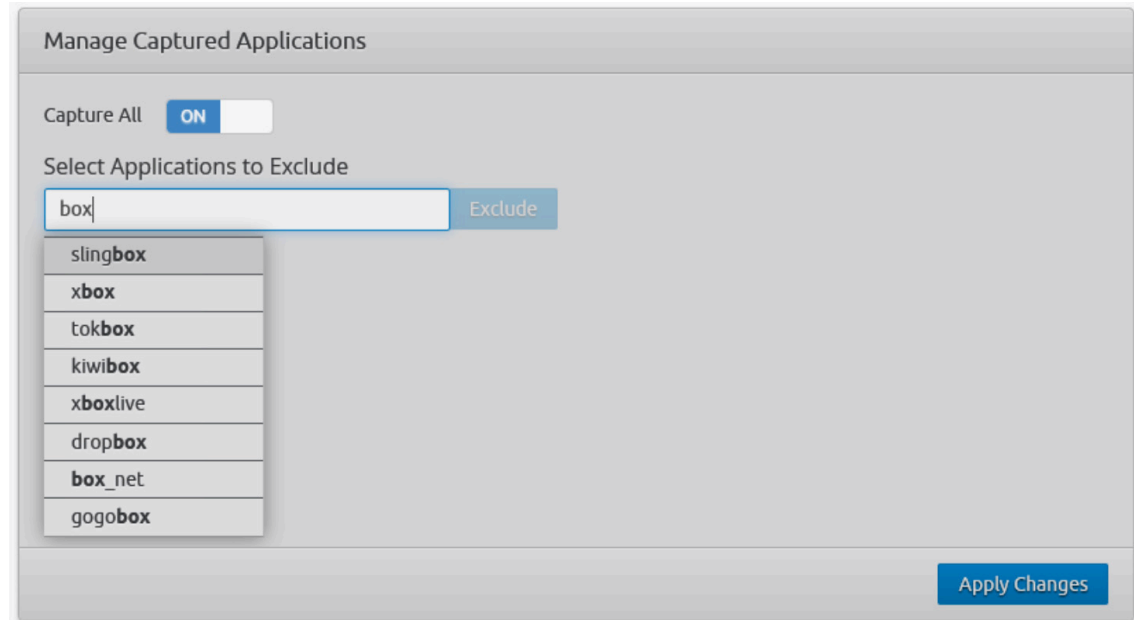 Manage Captured Applications
Capture All ON
Select Applications to Exclude
box Exclude
slingbox
xbox
tokbox
kiwibox
xboxlive
dropbox
box_net
gogobox
Apply Changes